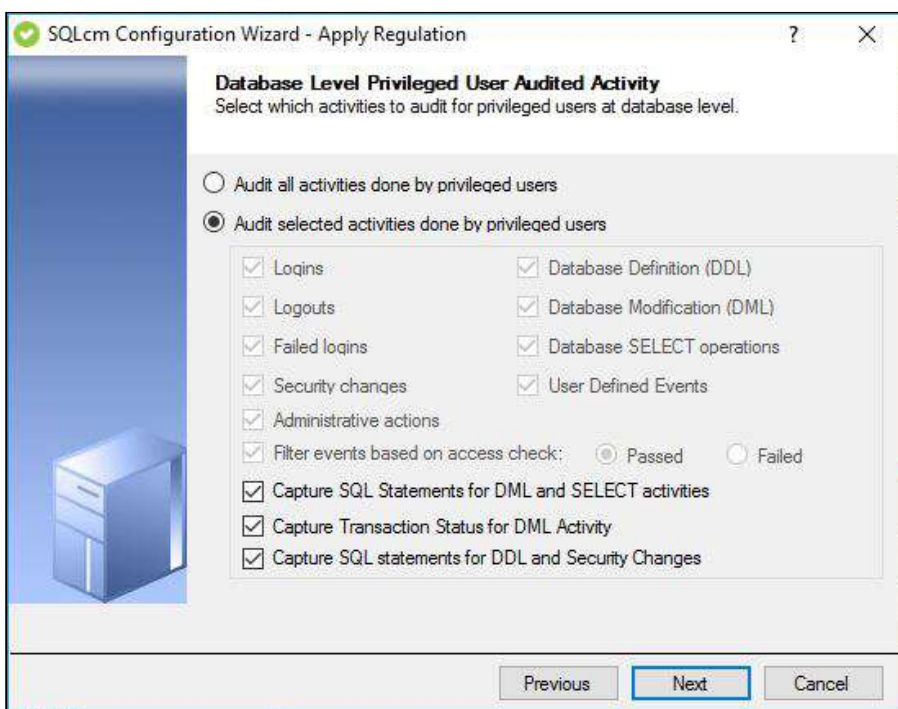 SQLcm Configuration Wizard - Apply Regulation ? X
Database Level Privileged User Audited Activity
Select which activities to audit for privileged users at database level.
Audit all activities done by privileged users
Audit selected activities done by privileged users
Logins Database Definition (DDL)
Logouts Database Modification (DML)
Failed logins Database SELECT operations
Security changes User Defined Events
Administrative actions
Filter events based on access check: Passed Failed
Capture SQL Statements for DML and SELECT activities
Capture Transaction Status for DML Activity
Capture SQL statements for DDL and Security Changes
Previous Next Cancel